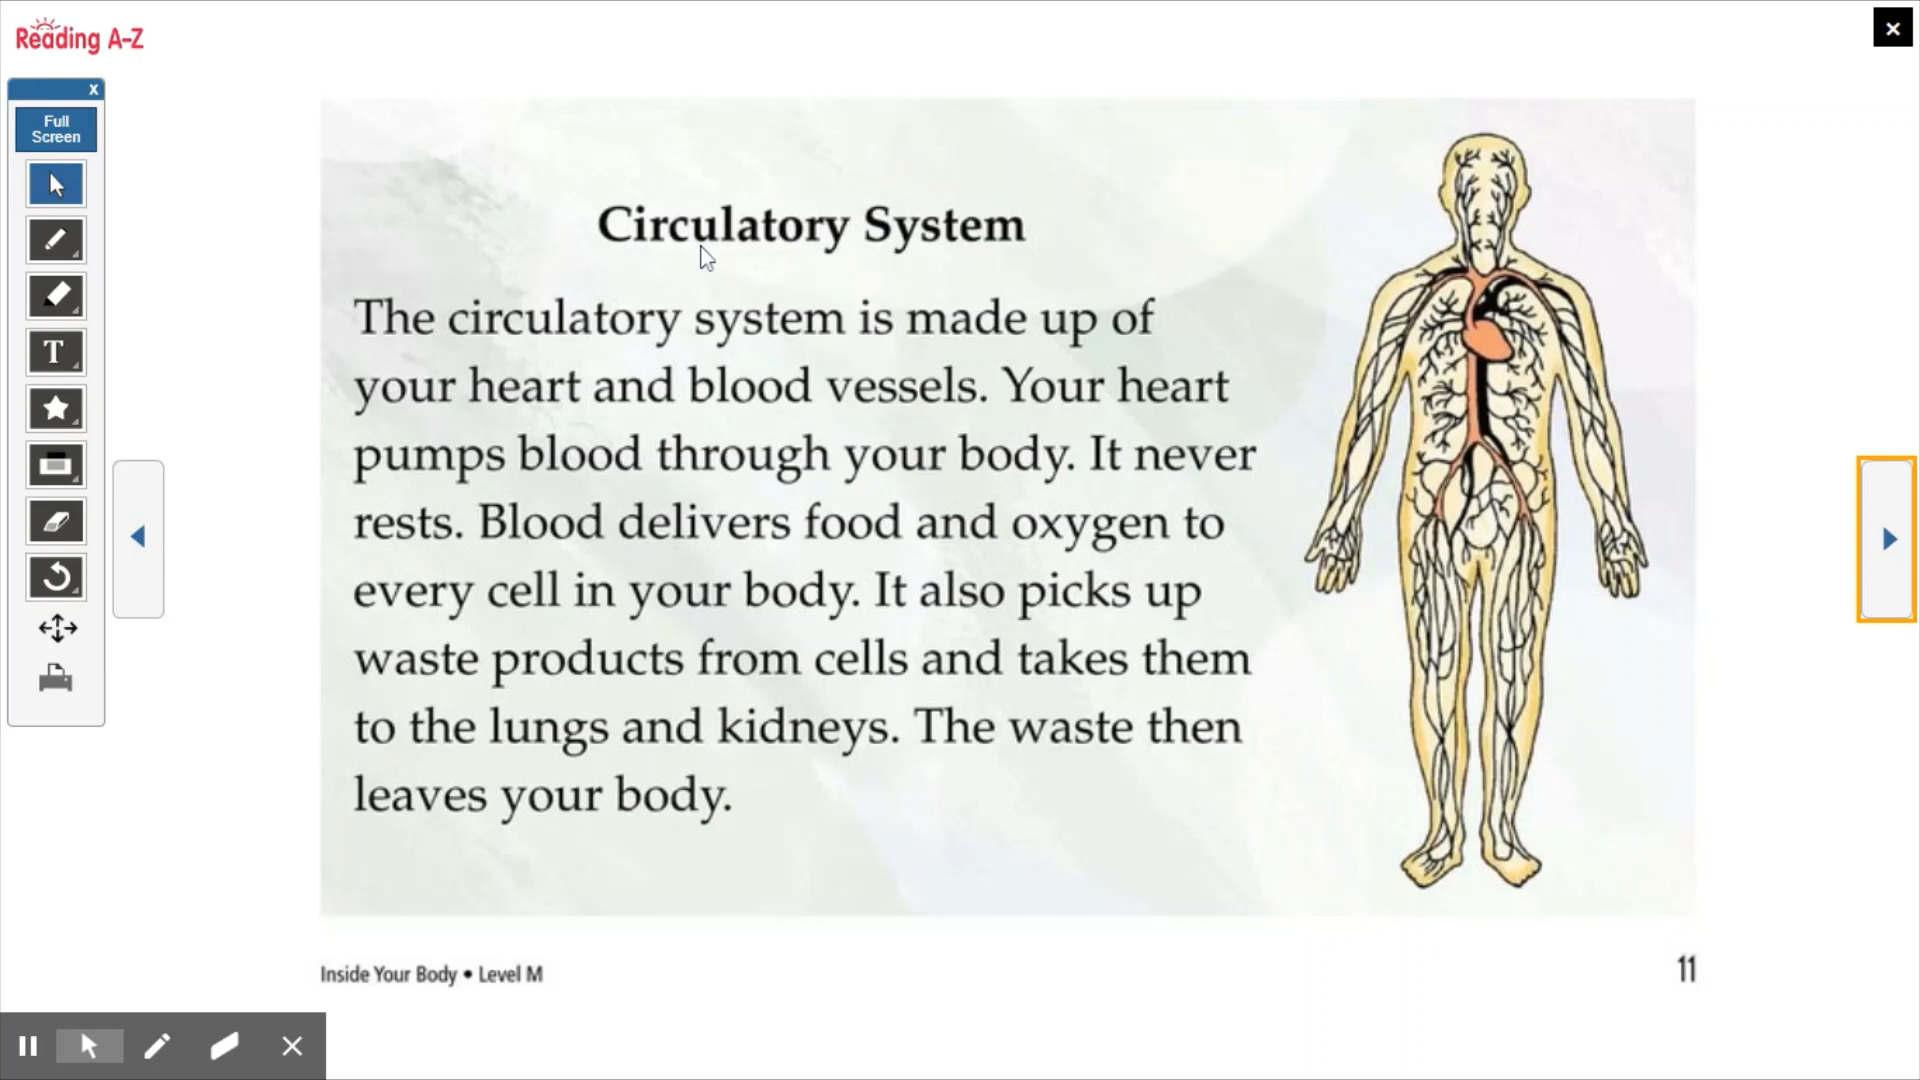 Reading A-Z
x
Full
Screen
T
Circulatory System
The circulatory system is made up of
your heart and blood vessels. Your heart
pumps blood through your body. It never
rests. Blood delivers food and oxygen to
every cell in your body. It also picks up
waste products from cells and takes them
to the lungs and kidneys. The waste then
leaves your body.
Inside Your Body • Level M
11